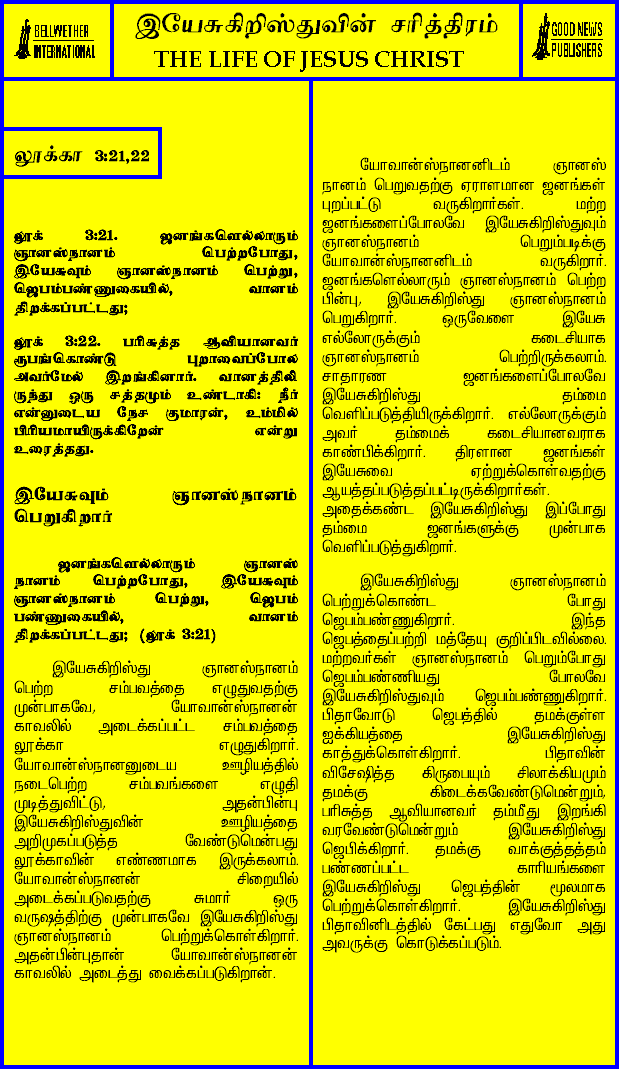 BELLWETHER
INTERNATIONAL
இயேசுகிறிஸ்துவின் சரித்திரம்
THE LIFE OF JESUS CHRIST
GOOD NEWS
PUBLISHERS
லூக்கா 3:21,22
லூக் 3:21. ஜனங்களெல்லாரும்
ஞானஸ்நானம் பெற்றபோது,
இயேசுவும் ஞானஸ்நானம் பெற்று,
ஜெபம்பண்ணுகையில், வானம்
திறக்கப்பட்டது;
லூக் 3:22. பரிசுத்த ஆவியானவர்
ரூபங்கொண்டு புறாவைப்போல
அவர்மேல் இறங்கினார். வானத்திலி
ருந்து ஒரு சத்தமும் உண்டாகி: நீர்
என்னுடைய நேச குமாரன், உம்மில்
பிரியமாயிருக்கிறேன் என்று
உரைத்தது.
இயேசுவும் ஞானஸ்நானம்
பெறுகிறார்
ஜனங்களெல்லாரும் ஞானஸ்
நானம் பெற்றபோது, இயேசுவும்
ஞானஸ்நானம் பெற்று, ஜெபம்
பண்ணுகையில், வானம்
திறக்கப்பட்டது; (லூக் 3:21)
இயேசுகிறிஸ்து ஞானஸ்நானம்
பெற்ற சம்பவத்தை எழுதுவதற்கு
முன்பாகவே, யோவான்ஸ்நானன்
காவலில் அடைக்கப்பட்ட சம்பவத்தை
லூக்கா எழுதுகிறார்.
யோவான்ஸ்நானனுடைய ஊழியத்தில்
நடைபெற்ற சம்பவங்களை எழுதி
முடித்துவிட்டு, அதன்பின்பு
இயேசுகிறிஸ்துவின் ஊழியத்தை
அறிமுகப்படுத்த வேண்டுமென்பது
லூக்காவின் எண்ணமாக இருக்கலாம்.
யோவான்ஸ்நானன் சிறையில்
அடைக்கப்படுவதற்கு சுமார் ஒரு
வருஷத்திற்கு முன்பாகவே இயேசுகிறிஸ்து
ஞானஸ்நானம் பெற்றுக்கொள்கிறார்.
அதன்பின்புதான் யோவான்ஸ்நானன்
காவலில் அடைத்து வைக்கப்படுகிறான்.
யோவான்ஸ்நானனிடம் ஞானஸ்
நானம் பெறுவதற்கு ஏராளமான ஜனங்கள்
புறப்பட்டு வருகிறார்கள். மற்ற
ஜனங்களைப்போலவே இயேசுகிறிஸ்துவும்
ஞானஸ்நானம் பெறும்படிக்கு
யோவான்ஸ்நானனிடம் வருகிறார்.
ஜனங்களெல்லாரும் ஞானஸ்நானம் பெற்ற
பின்பு, இயேசுகிறிஸ்து ஞானஸ்நானம்
பெறுகிறார். ஒருவேளை இயேசு
எல்லோருக்கும் கடைசியாக
ஞானஸ்நானம் பெற்றிருக்கலாம்.
சாதாரண ஜனங்களைப்போலவே
இயேசுகிறிஸ்து தம்மை
வெளிப்படுத்தியிருக்கிறார். எல்லோருக்கும்
அவர் தம்மைக் கடைசியானவராக
காண்பிக்கிறார். திரளான ஜனங்கள்
இயேசுவை ஏற்றுக்கொள்வதற்கு
ஆயத்தப்படுத்தப்பட்டிருக்கிறார்கள்.
அதைக்கண்ட இயேசுகிறிஸ்து இப்போது
தம்மை ஜனங்களுக்கு முன்பாக
வெளிப்படுத்துகிறார்.
இயேசுகிறிஸ்து ஞானஸ்நானம்
பெற்றுக்கொண்ட போது
ஜெபம்பண்ணுகிறார். இந்த
ஜெபத்தைப்பற்றி மத்தேயு குறிப்பிடவில்லை.
மற்றவர்கள் ஞானஸ்நானம் பெறும்போது
ஜெபம்பண்ணியது போலவே
இயேசுகிறிஸ்துவும் ஜெபம்பண்ணுகிறார்.
பிதாவோடு ஜெபத்தில் தமக்குள்ள
ஐக்கியத்தை இயேசுகிறிஸ்து
காத்துக்கொள்கிறார். பிதாவின்
விசேஷித்த கிருபையும் சிலாக்கியமும்
தமக்கு கிடைக்கவேண்டுமென்றும்,
பரிசுத்த ஆவியானவர் தம்மீது இறங்கி
வரவேண்டுமென்றும் இயேசுகிறிஸ்து
ஜெபிக்கிறார். தமக்கு வாக்குத்தத்தம்
பண்ணப்பட்ட காரியங்களை
இயேசுகிறிஸ்து ஜெபத்தின் மூலமாக
பெற்றுக்கொள்கிறார். இயேசுகிறிஸ்து
பிதாவினிடத்தில் கேட்பது எதுவோ அது
அவருக்கு கொடுக்கப்படும்.